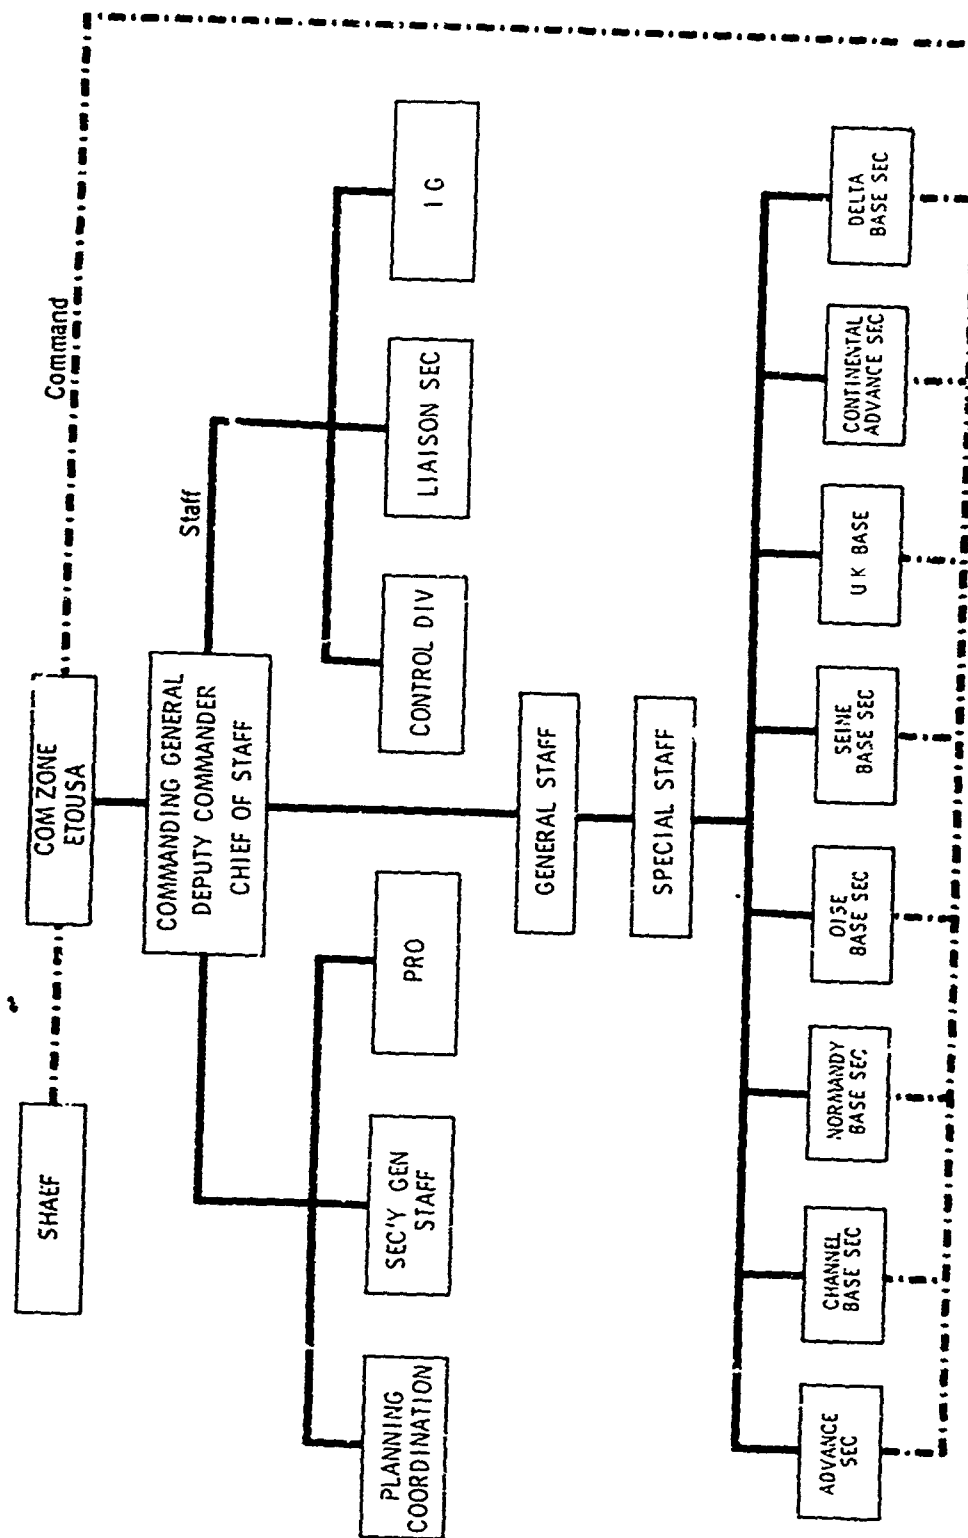 Command
SHAEF
COM ZONE
ETOUSA
COMMANDING GENERAL
DEPUTY COMMANDER
CHIEF OF STAFF
Staff
PLANNING
COORDINATION
SEC'Y GEN
STAFF
PRO
CONTROL DIV
LIAISON SEC
I G
GENERAL STAFF
SPECIAL STAFF
ADVANCE
SEC
CHANNEL
BASE SEC
NORMANDY
BASE SEC
OISE
BASE SEC
SEINE
BASE SEC
U K BASE
CONTINENTAL
ADVANCE SEC
DELTA
BASE SEC